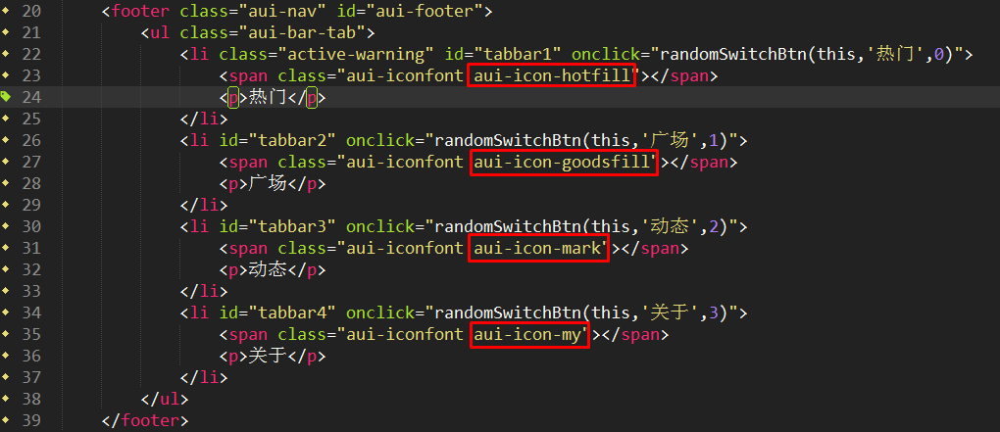 20 <footer class="aui-nav" id="aui-footer">
21 <ul class="aui-bar-tab">
22 <li class="active-warning" id="tabbar1" onclick="randomSwitchBtn(this,'热门',0)">
23 <span class="aui-iconfont aui-icon-hotfill"></span>
24 <p>热门</p>
25 </li>
26 <li id="tabbar2" onclick="randomSwitchBtn(this,'广场',1)">
27 <span class="aui-iconfont aui-icon-goodsfill"></span>
28 <p>广场</p>
29 </li>
30 <li id="tabbar3" onclick="randomSwitchBtn(this,'动态',2)">
31 <span class="aui-iconfont aui-icon-mark"></span>
32 <p>动态</p>
33 </li>
34 <li id="tabbar4" onclick="randomSwitchBtn(this,'关于',3)">
35 <span class="aui-iconfont aui-icon-my"></span>
36 <p>关于</p>
37 </li>
38 </ul>
39 </footer>